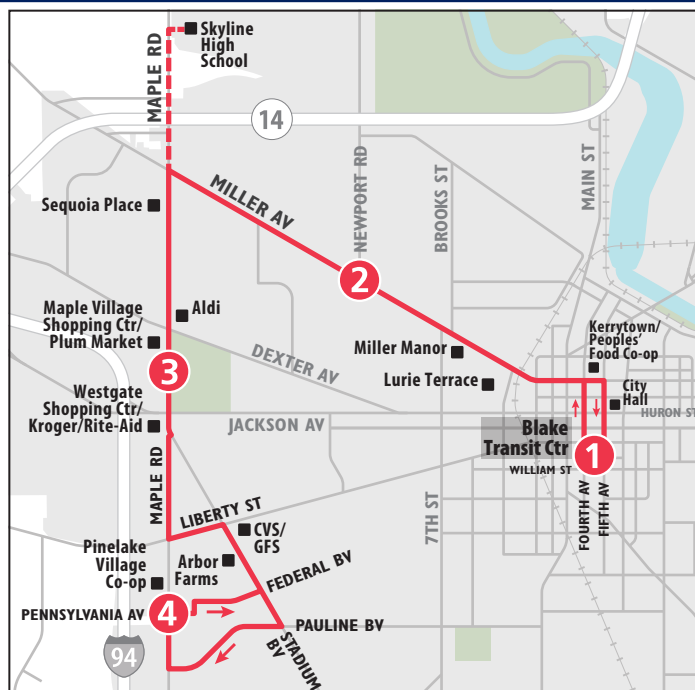 Skyline
High
School
MAPLE RD
14
MILLER AV
NEWPORT RD
BROOKS ST
MAIN ST
Sequoia Place
2
Maple Village
Shopping Ctr/
Plum Market
Aldi
3
DEXTER AV
Miller Manor
Lurie Terrace
Kerrytown/
Peoples'
Food Co-op
City
Hall
HURON ST
Westgate
Shopping Ctr/
Kroger/Rite-Aid
JACKSON AV
Blake
Transit Ctr
1
WILLIAM ST
MAPLE RD
LIBERTY ST
7TH ST
FOURTH AV
FIFTH AV
CVS/
GFS
Pinelake
Village
Co-op
Arbor
Farms
FEDERAL BV
PENNSYLVANIA AV
4
PAULINE BV
STADIUM
BV
94